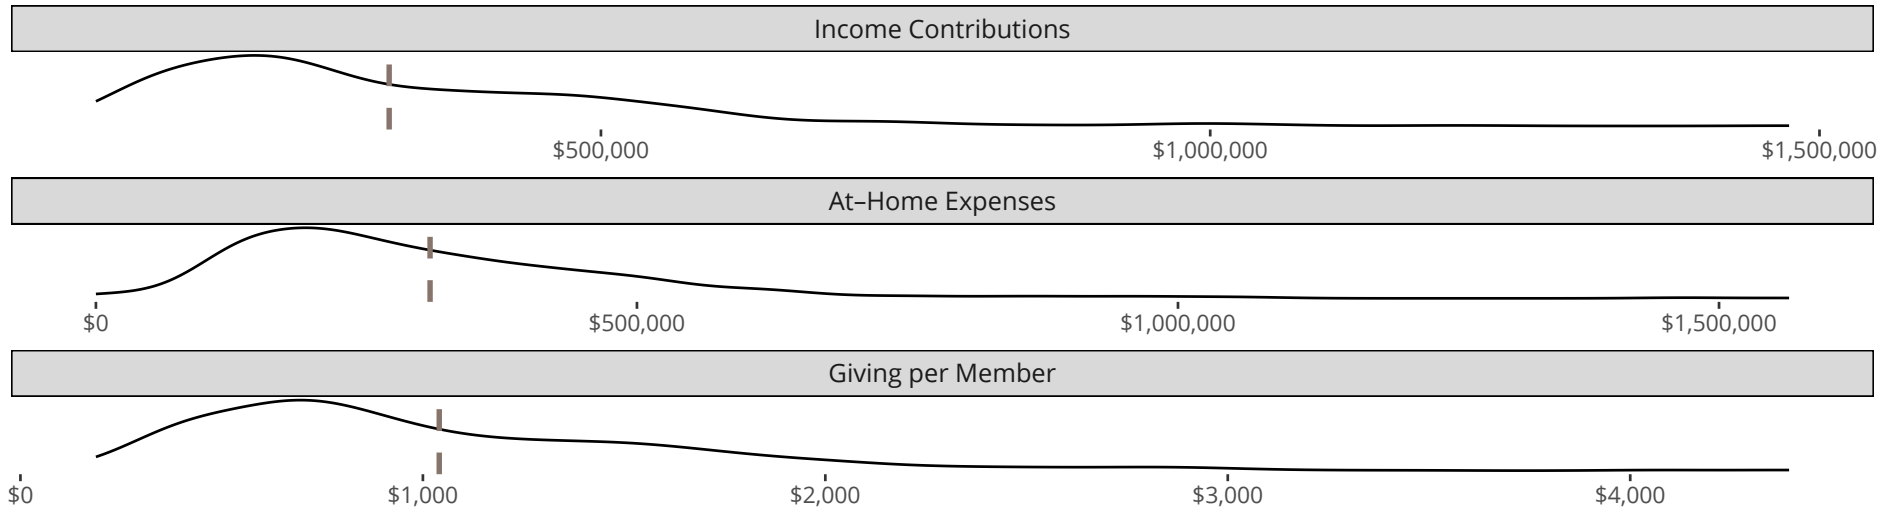 Income Contributions
$500,000 $1,000,000 $1,500,000
At–Home Expenses
$0 $500,000 $1,000,000 $1,500,000
Giving per Member
$0 $1,000 $2,000 $3,000 $4,000